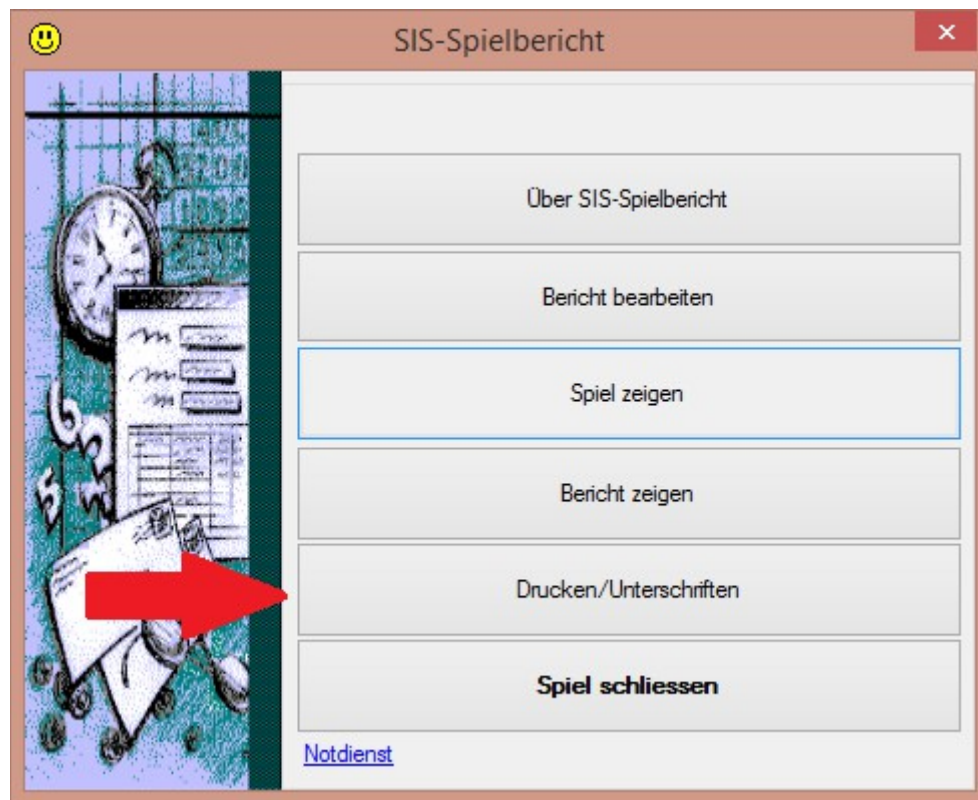 SIS-Spielbericht
Über SIS-Spielbericht
Bericht bearbeiten
Spiel zeigen
Bericht zeigen
Drucken/Unterschriften
Spiel schliessen
Notdienst